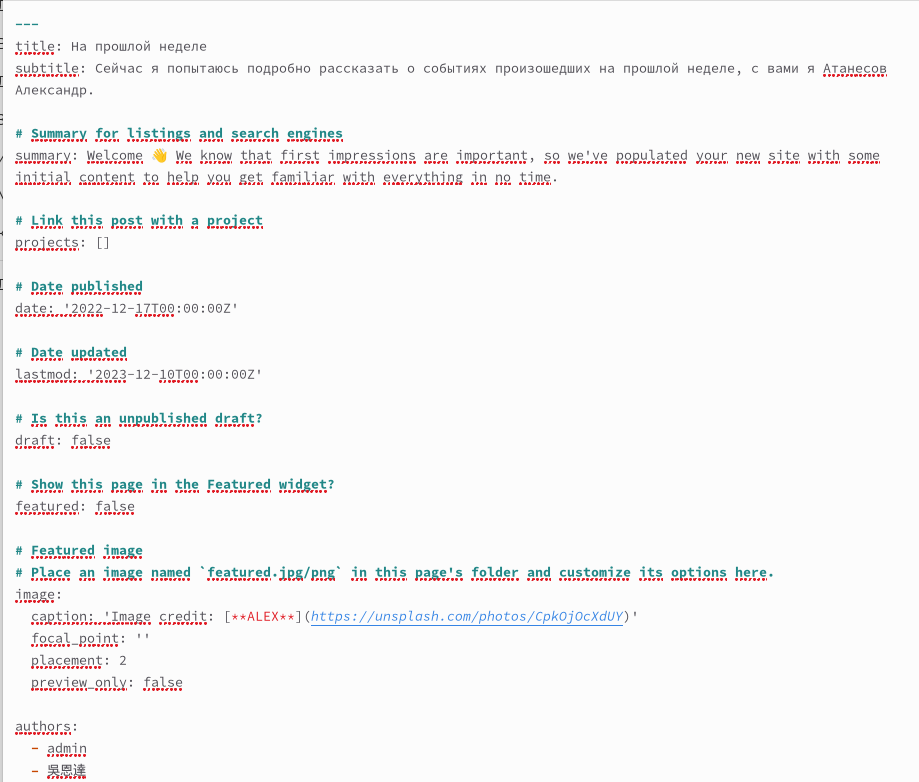 ---
title: На прошлой неделе
subtitle: Сейчас я попытаюсь подробно рассказать о событиях произошедших на прошлой неделе, с вами я Атанесов
Александр.
# Summary for listings and search engines
summary: Welcome 👋 We know that first impressions are important, so we've populated your new site with some
initial content to help you get familiar with everything in no time.
# Link this post with a project
projects: []
# Date published
date: '2022-12-17T00:00:00Z'
# Date updated
lastmod: '2023-12-10T00:00:00Z'
# Is this an unpublished draft?
draft: false
# Show this page in the Featured widget?
featured: false
# Featured image
# Place an image named `featured.jpg/png` in this page's folder and customize its options here.
image:
  caption: 'Image credit: [**ALEX**](https://unsplash.com/photos/CpkOjOcXdUY)'
  focal_point: ''
  placement: 2
  preview_only: false
authors:
  - admin
  - 吳恩達